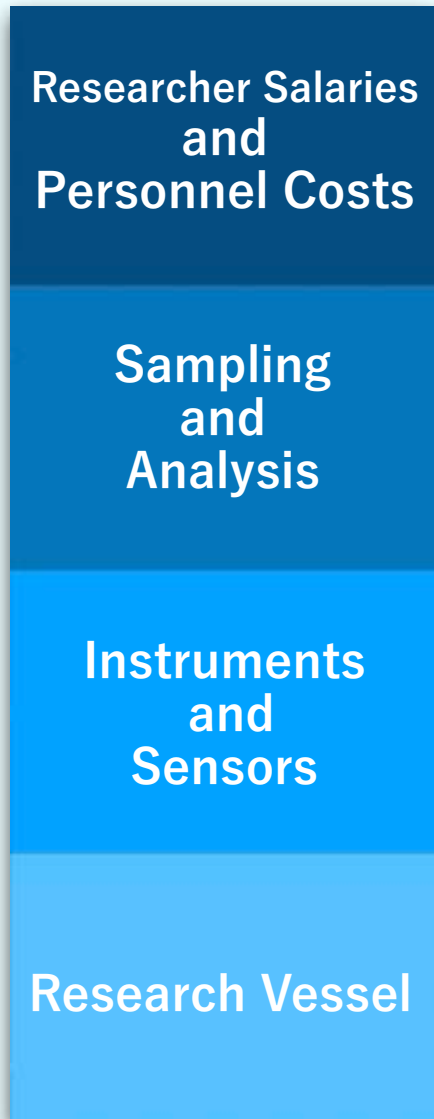 Researcher Salaries
and
Personnel Costs
Sampling
and
Analysis
Instruments
and
Sensors
Research Vessel